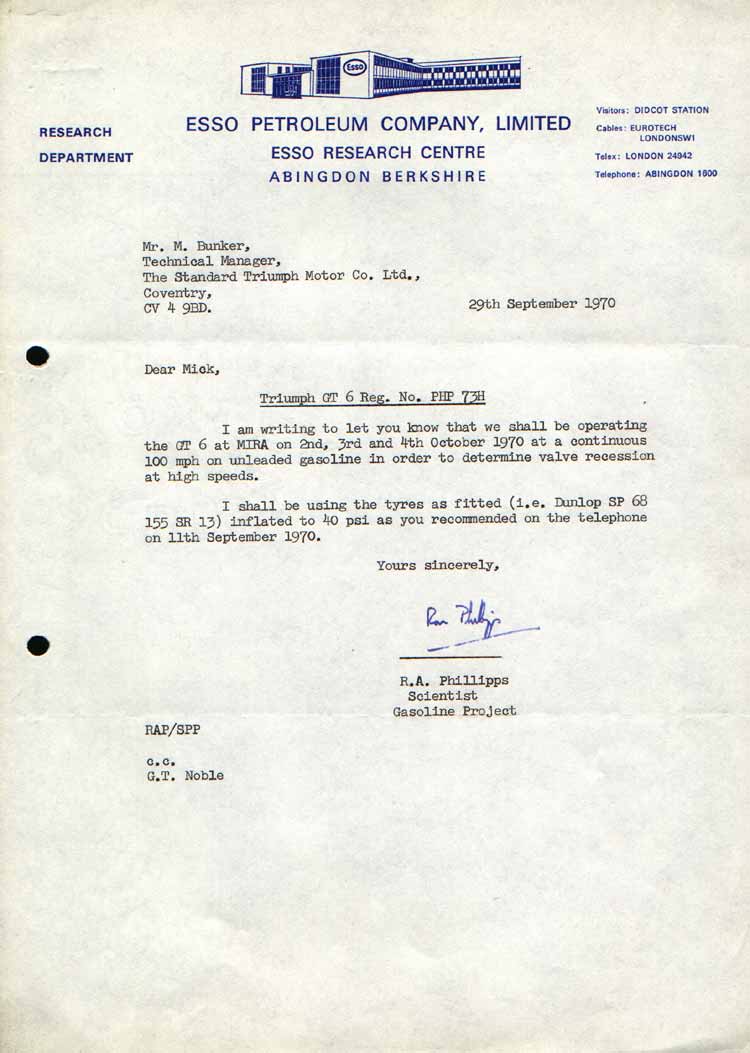 Esso
RESEARCH
DEPARTMENT
ESSO PETROLEUM COMPANY, LIMITED
ESSO RESEARCH CENTRE
ABINGDON BERKSHIRE
Visitors: DIDCOT STATION
Cables: EUROTECH
LONDONSW1
Telex: LONDON 24942
Telephone: ABINGDON 1600
Mr. M. Bunker,
Technical Manager,
The Standard Triumph Motor Co. Ltd.,
Coventry,
CV 4 9BD.
29th September 1970
Dear Mick,
Triumph GT 6 Reg. No. PHP 73H
I am writing to let you know that we shall be operating
the GT 6 at MIRA on 2nd, 3rd and 4th October 1970 at a continuous
100 mph on unleaded gasoline in order to determine valve recession
at high speeds.
I shall be using the tyres as fitted (i.e. Dunlop SP 68
155 SR 13) inflated to 40 psi as you recommended on the telephone
on 11th September 1970.
Yours sincerely,
Ron Phillipps
R.A. Phillipps
Scientist
Gasoline Project
RAP/SPP
c.c.
G.T. Noble